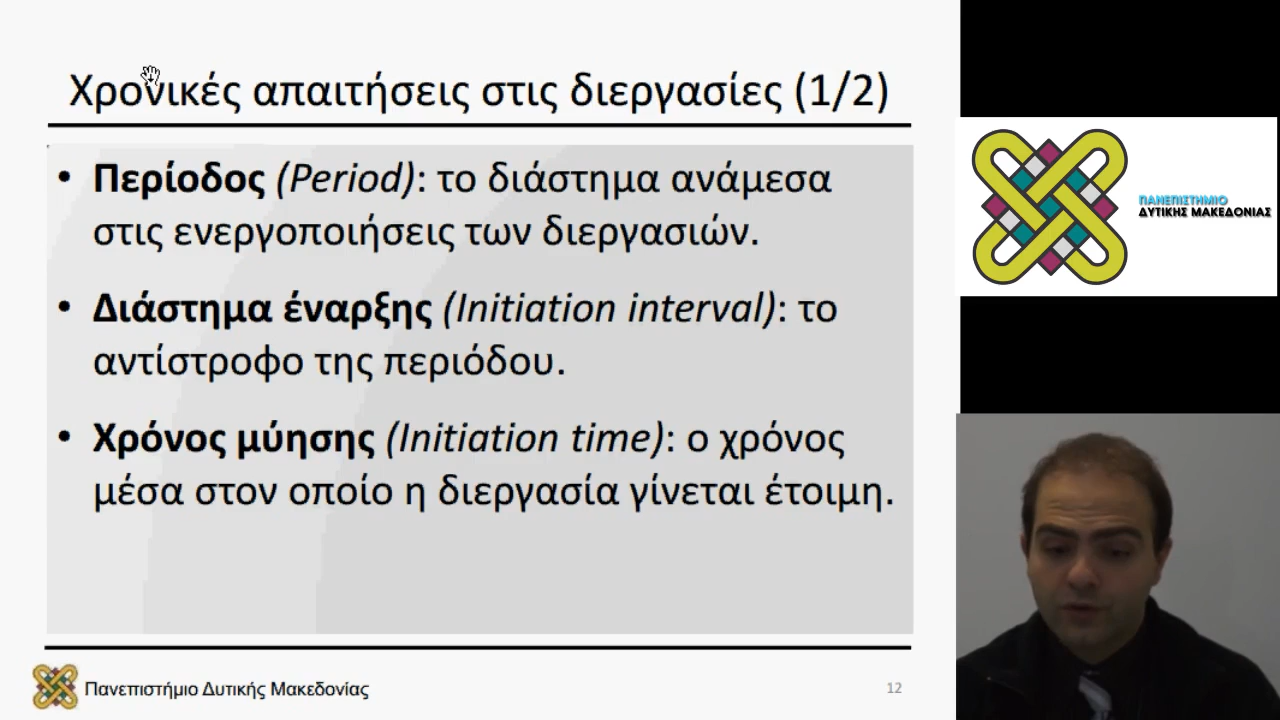 Χρονικές απαιτήσεις στις διεργασίες (1/2)
• Περίοδος (Period): το διάστημα ανάμεσα
στις ενεργοποιήσεις των διεργασιών.
• Διάστημα έναρξης (Initiation interval): το
αντίστροφο της περιόδου.
• Χρόνος μύησης (Initiation time): ο χρόνος
μέσα στον οποίο η διεργασία γίνεται έτοιμη.
Πανεπιστήμιο Δυτικής Μακεδονίας
12
ΠΑΝΕΠΙΣΤΗΜΙΟ
ΔΥΤΙΚΗΣ ΜΑΚΕΔΟΝΙΑΣ